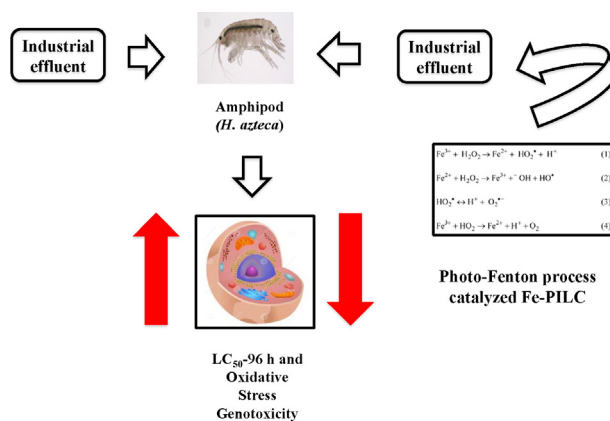 Industrial
effluent
Industrial
effluent
Amphipod
(H. azteca)
Fe³⁺ + H₂O₂ → Fe²⁺ + HO₂• + H⁺ (1)
Fe²⁺ + H₂O₂ → Fe³⁺ + ⁻OH + HO• (2)
HO₂• ↔ H⁺ + O₂•⁻ (3)
Fe³⁺ + HO₂ → Fe²⁺ + H⁺ + O₂ (4)
Photo-Fenton process
catalyzed Fe-PILC
LC₅₀-96 h and
Oxidative
Stress
Genotoxicity